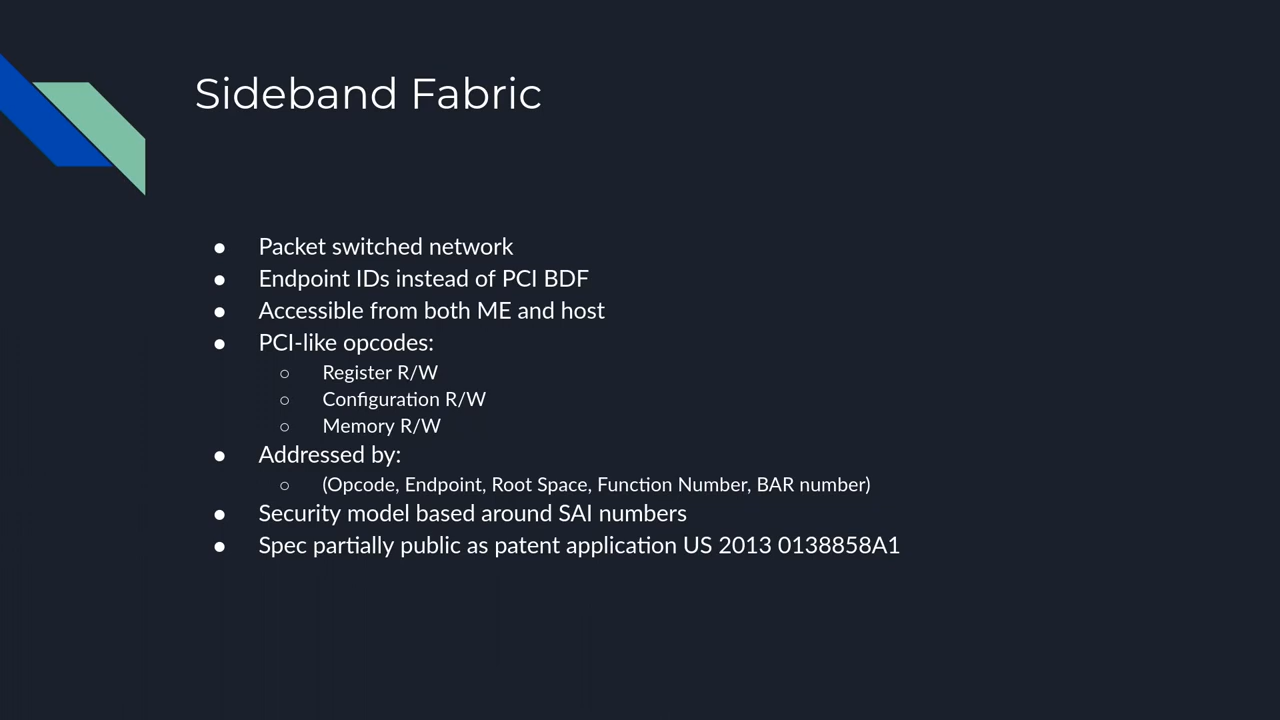 Sideband Fabric
● Packet switched network
● Endpoint IDs instead of PCI BDF
● Accessible from both ME and host
● PCI-like opcodes:
○ Register R/W
○ Configuration R/W
○ Memory R/W
● Addressed by:
○ (Opcode, Endpoint, Root Space, Function Number, BAR number)
● Security model based around SAI numbers
● Spec partially public as patent application US 2013 0138858A1